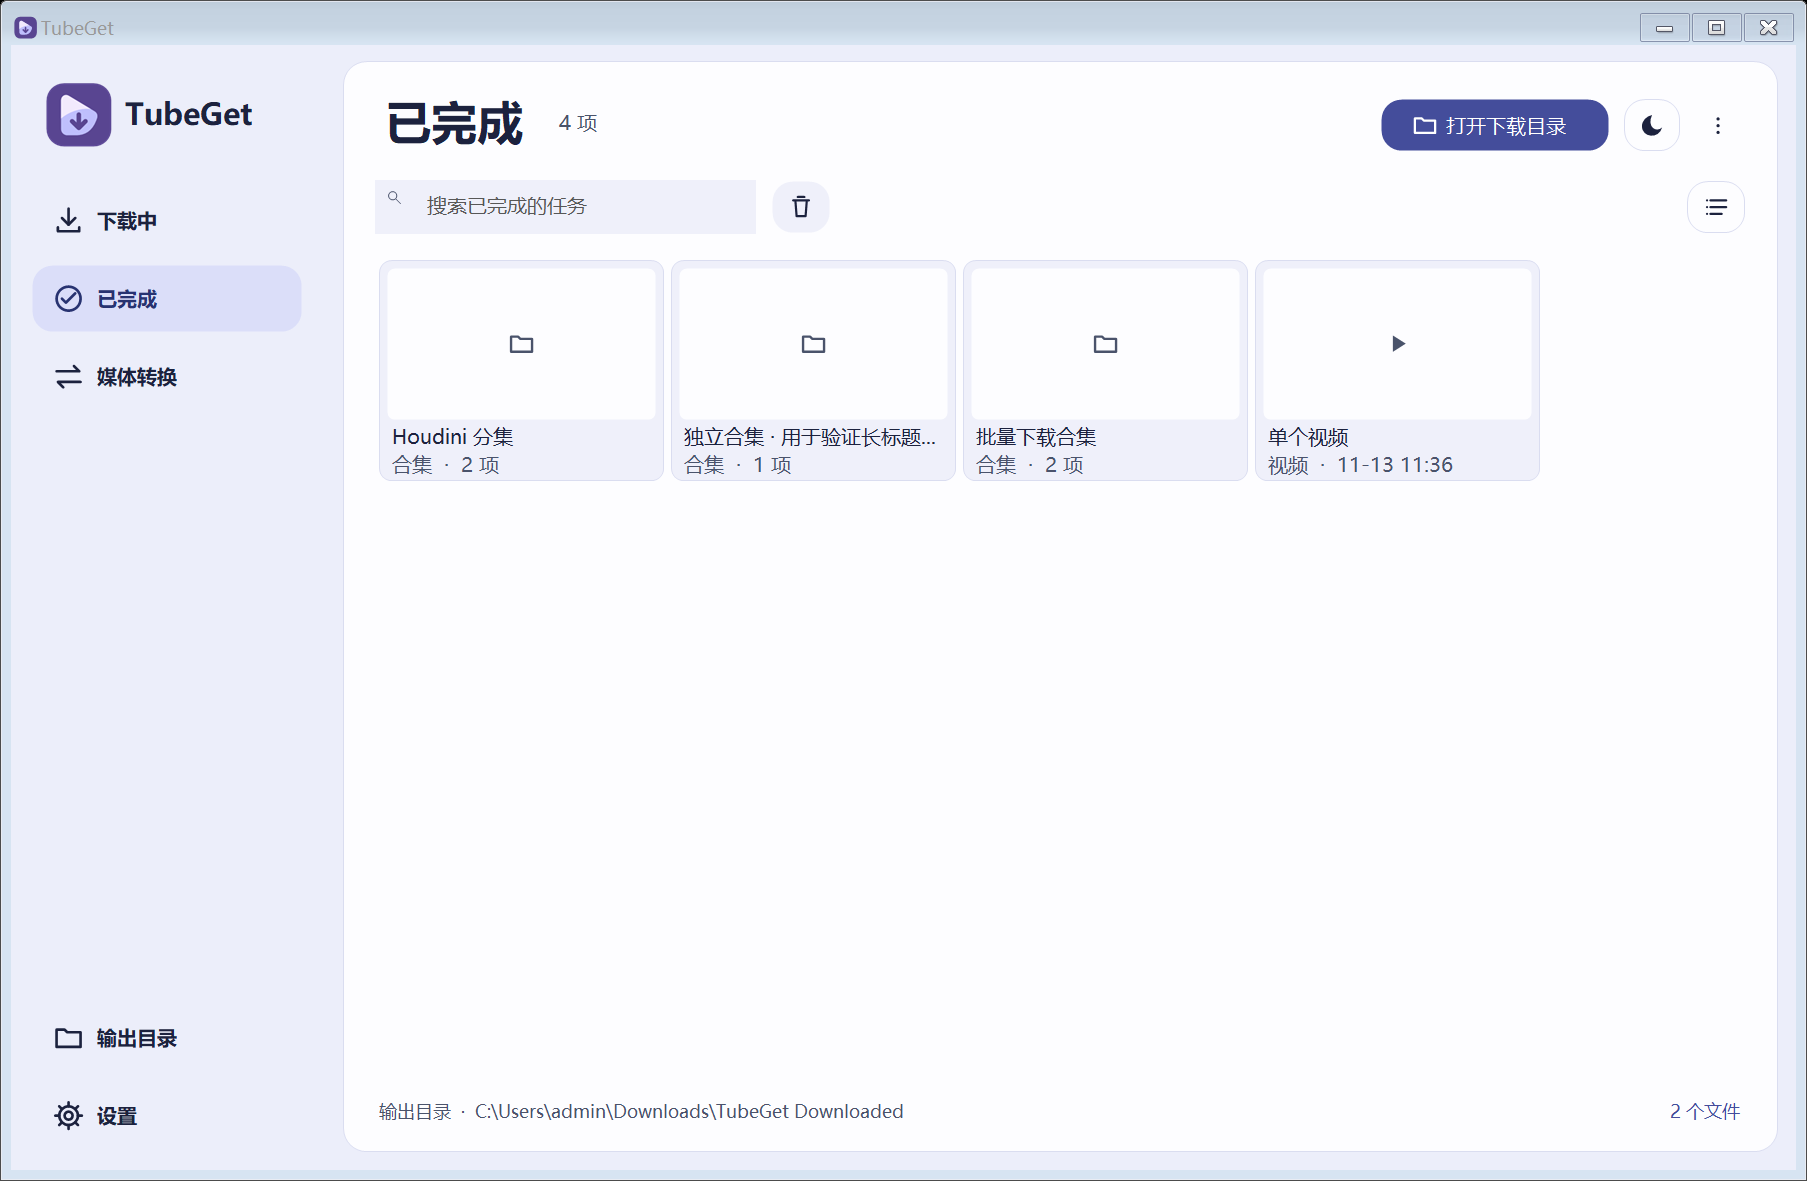 TubeGet
TubeGet
下载中
已完成
媒体转换
输出目录
设置
已完成
4 项
打开下载目录
搜索已完成的任务
Houdini 分集
合集 · 2 项
独立合集 · 用于验证长标题...
合集 · 1 项
批量下载合集
合集 · 2 项
单个视频
视频 · 11-13 11:36
输出目录 · C:\Users\admin\Downloads\TubeGet Downloaded
2 个文件